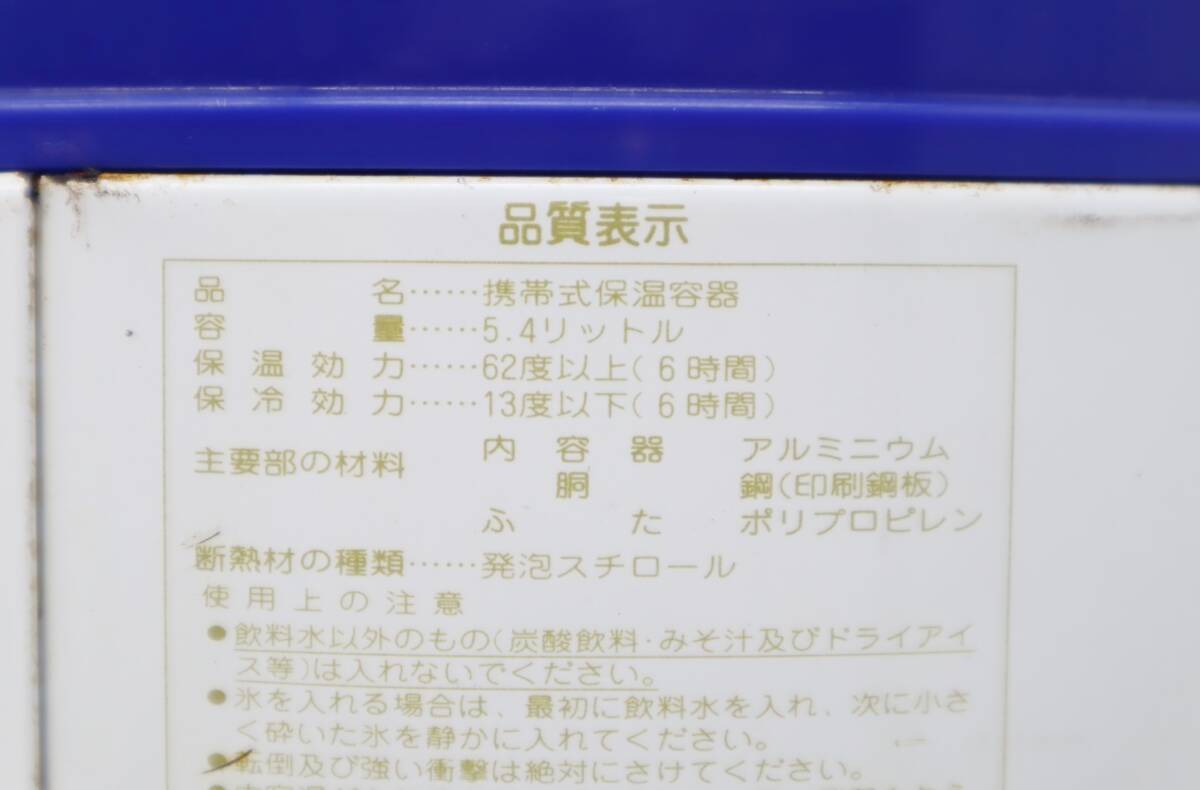 品質表示
品名……携帯式保温容器
容量……5.4リットル
保温効力……62度以上(6時間)
保冷効力……13度以下(6時間)
主要部の材料 内容器 アルミニウム
胴 鋼(印刷鋼板)
ふた ポリプロピレン
断熱材の種類……発泡スチロール
使用上の注意
●飲料水以外のもの(炭酸飲料・みそ汁及びドライアイ
ス等)は入れないでください。
●氷を入れる場合は、最初に飲料水を入れ、次に小さ
く砕いた氷を静かに入れてください。
●転倒及び強い衝撃は絶対にさけてください。